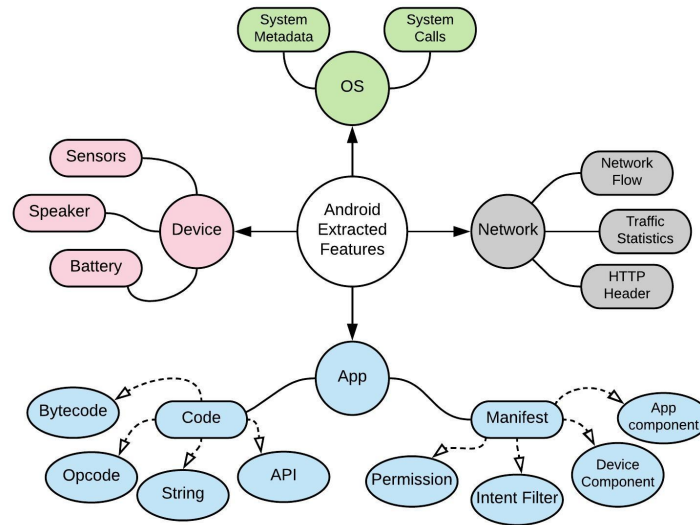 System
Metadata
System
Calls
OS
Sensors
Speaker
Battery
Device
Android
Extracted
Features
Network
Network
Flow
Traffic
Statistics
HTTP
Header
App
Code
Bytecode
Opcode
String
API
Manifest
Permission
Intent Filter
Device
Component
App
component